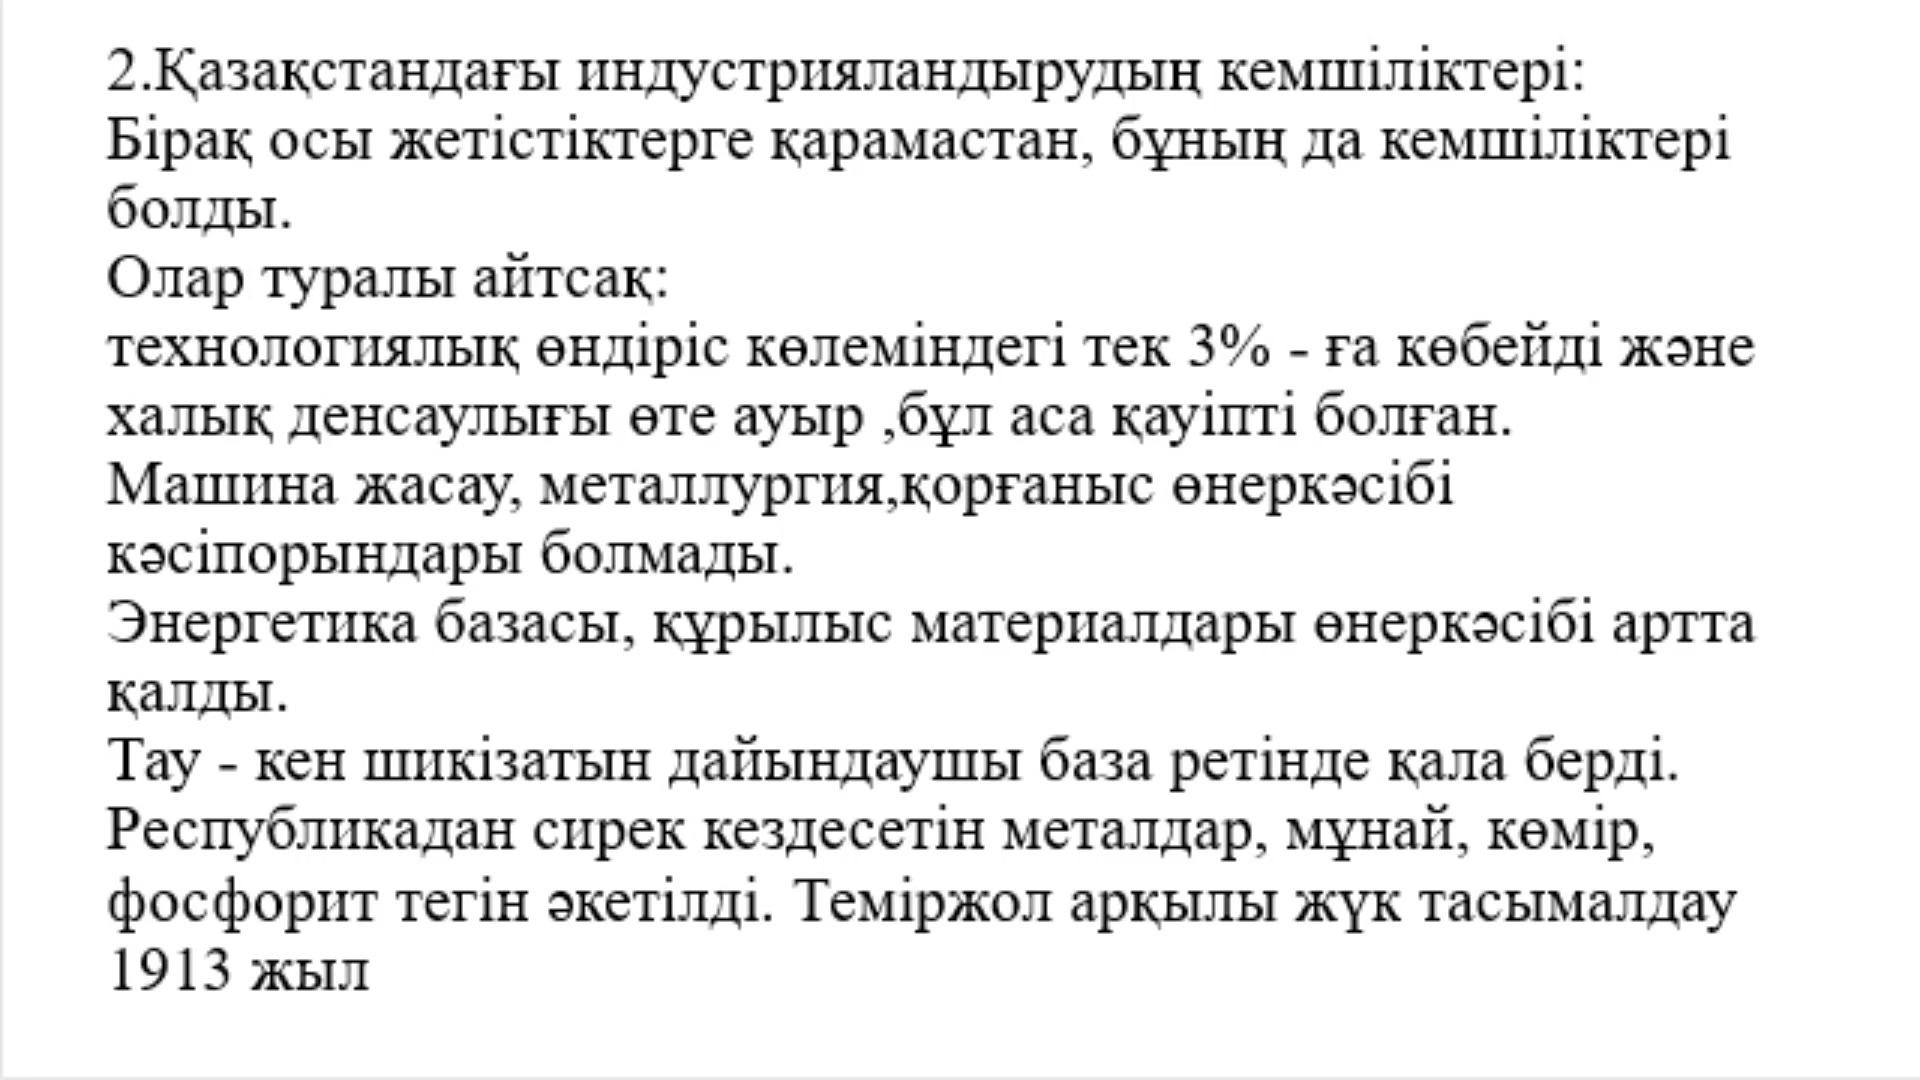 2.Қазақстандағы индустрияландырудың кемшіліктері:
Бірақ осы жетістіктерге қарамастан, бұның да кемшіліктері
болды.
Олар туралы айтсақ:
технологиялық өндіріс көлеміндегі тек 3% - ға көбейді және
халық денсаулығы өте ауыр ,бұл аса қауіпті болған.
Машина жасау, металлургия,қорғаныс өнеркәсібі
кәсіпорындары болмады.
Энергетика базасы, құрылыс материалдары өнеркәсібі артта
қалды.
Тау - кен шикізатын дайындаушы база ретінде қала берді.
Республикадан сирек кездесетін металдар, мұнай, көмір,
фосфорит тегін әкетілді. Теміржол арқылы жүк тасымалдау
1913 жыл